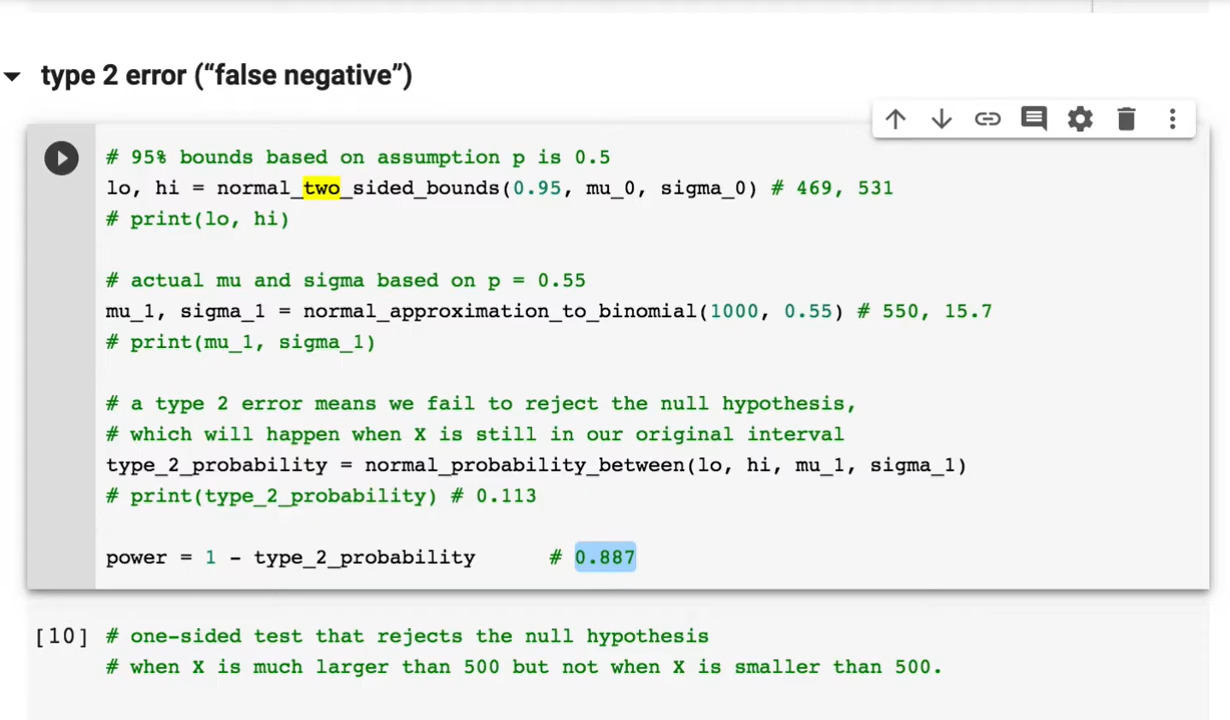 type 2 error (“false negative”)
# 95% bounds based on assumption p is 0.5
lo, hi = normal_two_sided_bounds(0.95, mu_0, sigma_0) # 469, 531
# print(lo, hi)
# actual mu and sigma based on p = 0.55
mu_1, sigma_1 = normal_approximation_to_binomial(1000, 0.55) # 550, 15.7
# print(mu_1, sigma_1)
# a type 2 error means we fail to reject the null hypothesis,
# which will happen when X is still in our original interval
type_2_probability = normal_probability_between(lo, hi, mu_1, sigma_1)
# print(type_2_probability) # 0.113
power = 1 - type_2_probability      # 0.887
[10] # one-sided test that rejects the null hypothesis
# when X is much larger than 500 but not when X is smaller than 500.